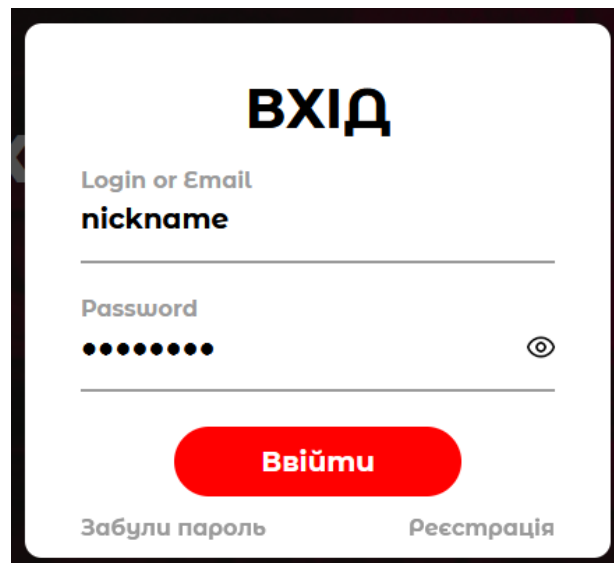 ВХІД
Login or Email
nickname
Password
••••••••
Ввійти
Забули пароль Реєстрація